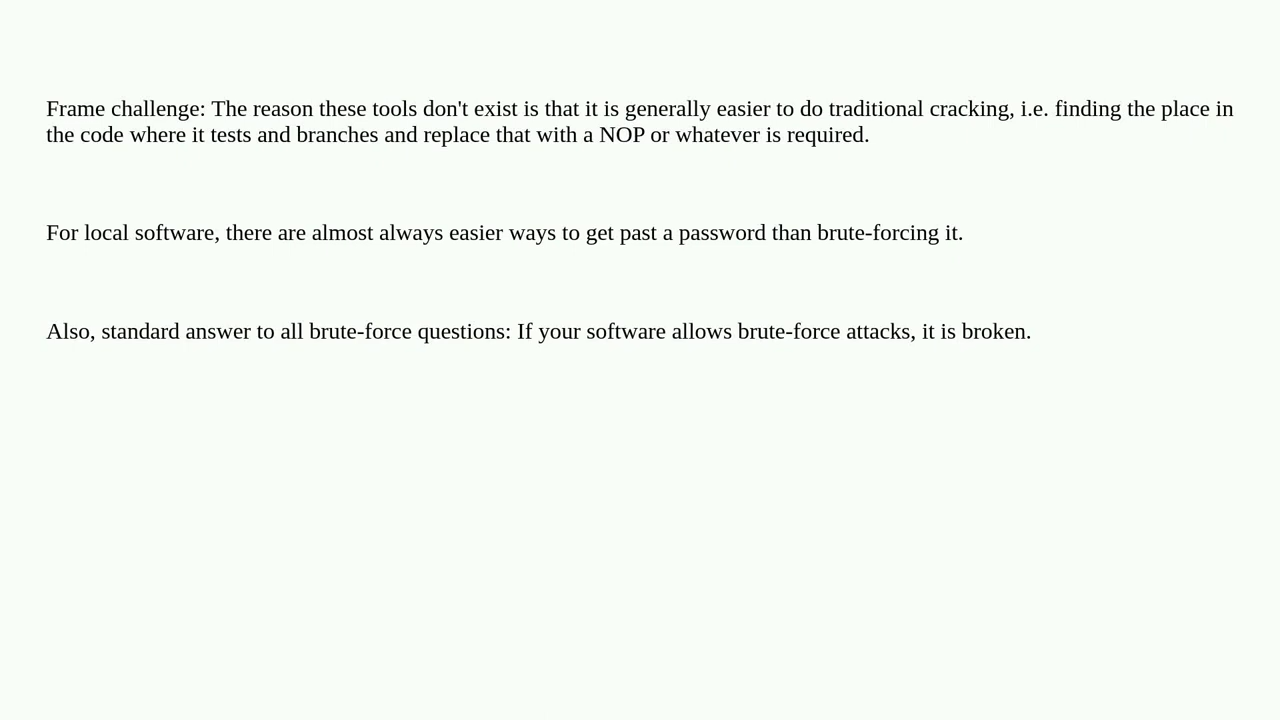 Frame challenge: The reason these tools don't exist is that it is generally easier to do traditional cracking, i.e. finding the place in
the code where it tests and branches and replace that with a NOP or whatever is required.
For local software, there are almost always easier ways to get past a password than brute-forcing it.
Also, standard answer to all brute-force questions: If your software allows brute-force attacks, it is broken.